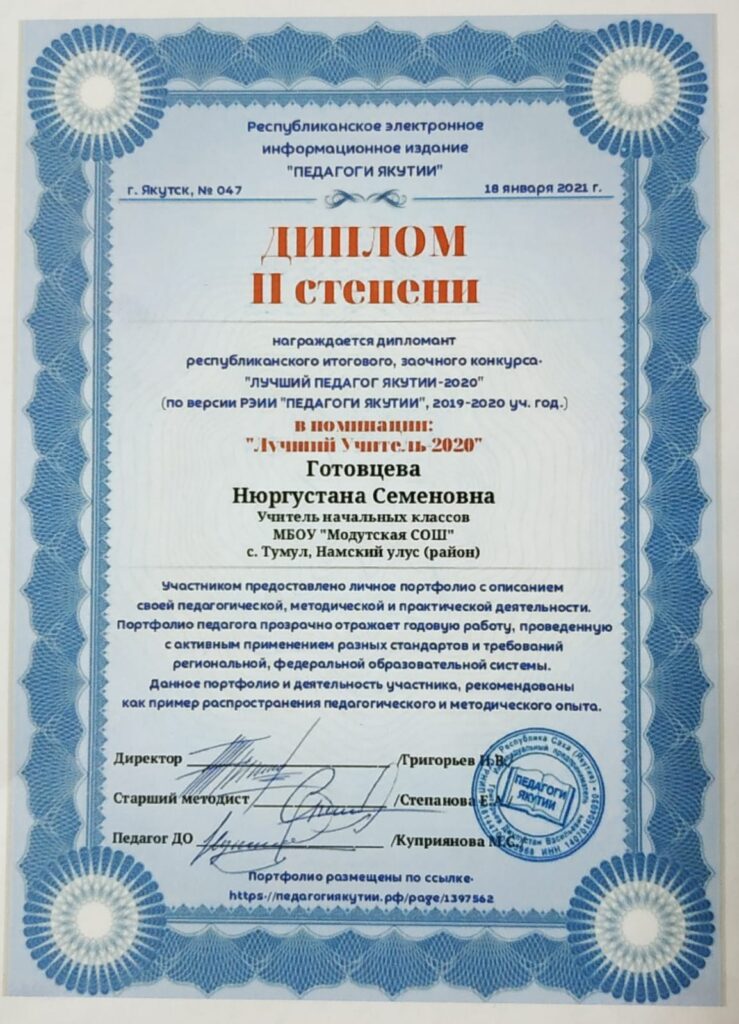 Республиканское электронное
информационное издание
"ПЕДАГОГИ ЯКУТИИ"
г. Якутск, № 047
18 января 2021 г.
ДИПЛОМ
II степени
награждается дипломант
республиканского итогового, заочного конкурса-
"ЛУЧШИЙ ПЕДАГОГ ЯКУТИИ-2020"
(по версии РЭИИ "ПЕДАГОГИ ЯКУТИИ", 2019-2020 уч. год.)
в номинации:
"Лучший Учитель-2020"
Готовцева
Нюргустана Семеновна
Учитель начальных классов
МБОУ "Модутская СОШ"
с. Тумул, Намский улус (район)
Участником предоставлено личное портфолио с описанием
своей педагогической, методической и практической деятельности.
Портфолио педагога прозрачно отражает годовую работу, проведенную
с активным применением разных стандартов и требований
региональной, федеральной образовательной системы.
Данное портфолио и деятельность участника, рекомендованы
как пример распространения педагогического и методического опыта.
Директор /Григорьев Н.В./
Старший методист /Степанова Е.А.
Педагог ДО /Куприянова М.С.
Республика Саха (Якутия)
Индивидуальный предприниматель
ПЕДАГОГИ
ЯКУТИИ
Портфолио размещены по ссылке-
https://педагогиякутии.рф/page/1397562